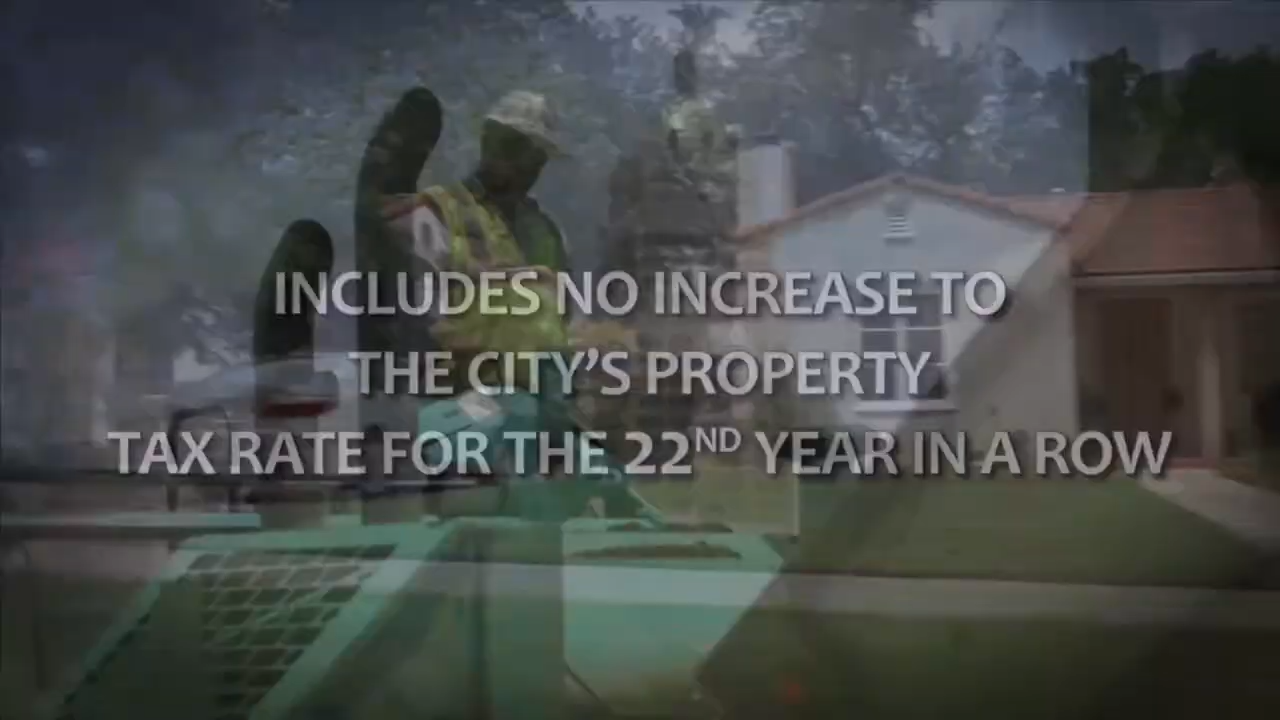 INCLUDES NO INCREASE TO
THE CITY'S PROPERTY
TAX RATE FOR THE 22ND YEAR IN A ROW